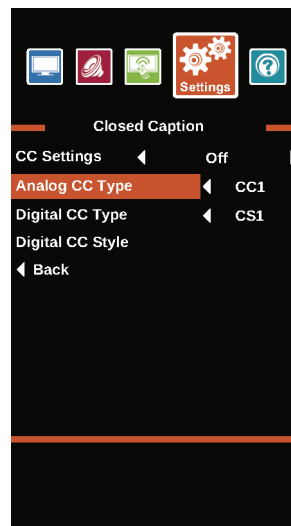 Settings
Closed Caption
CC Settings Off
Analog CC Type CC1
Digital CC Type CS1
Digital CC Style
Back